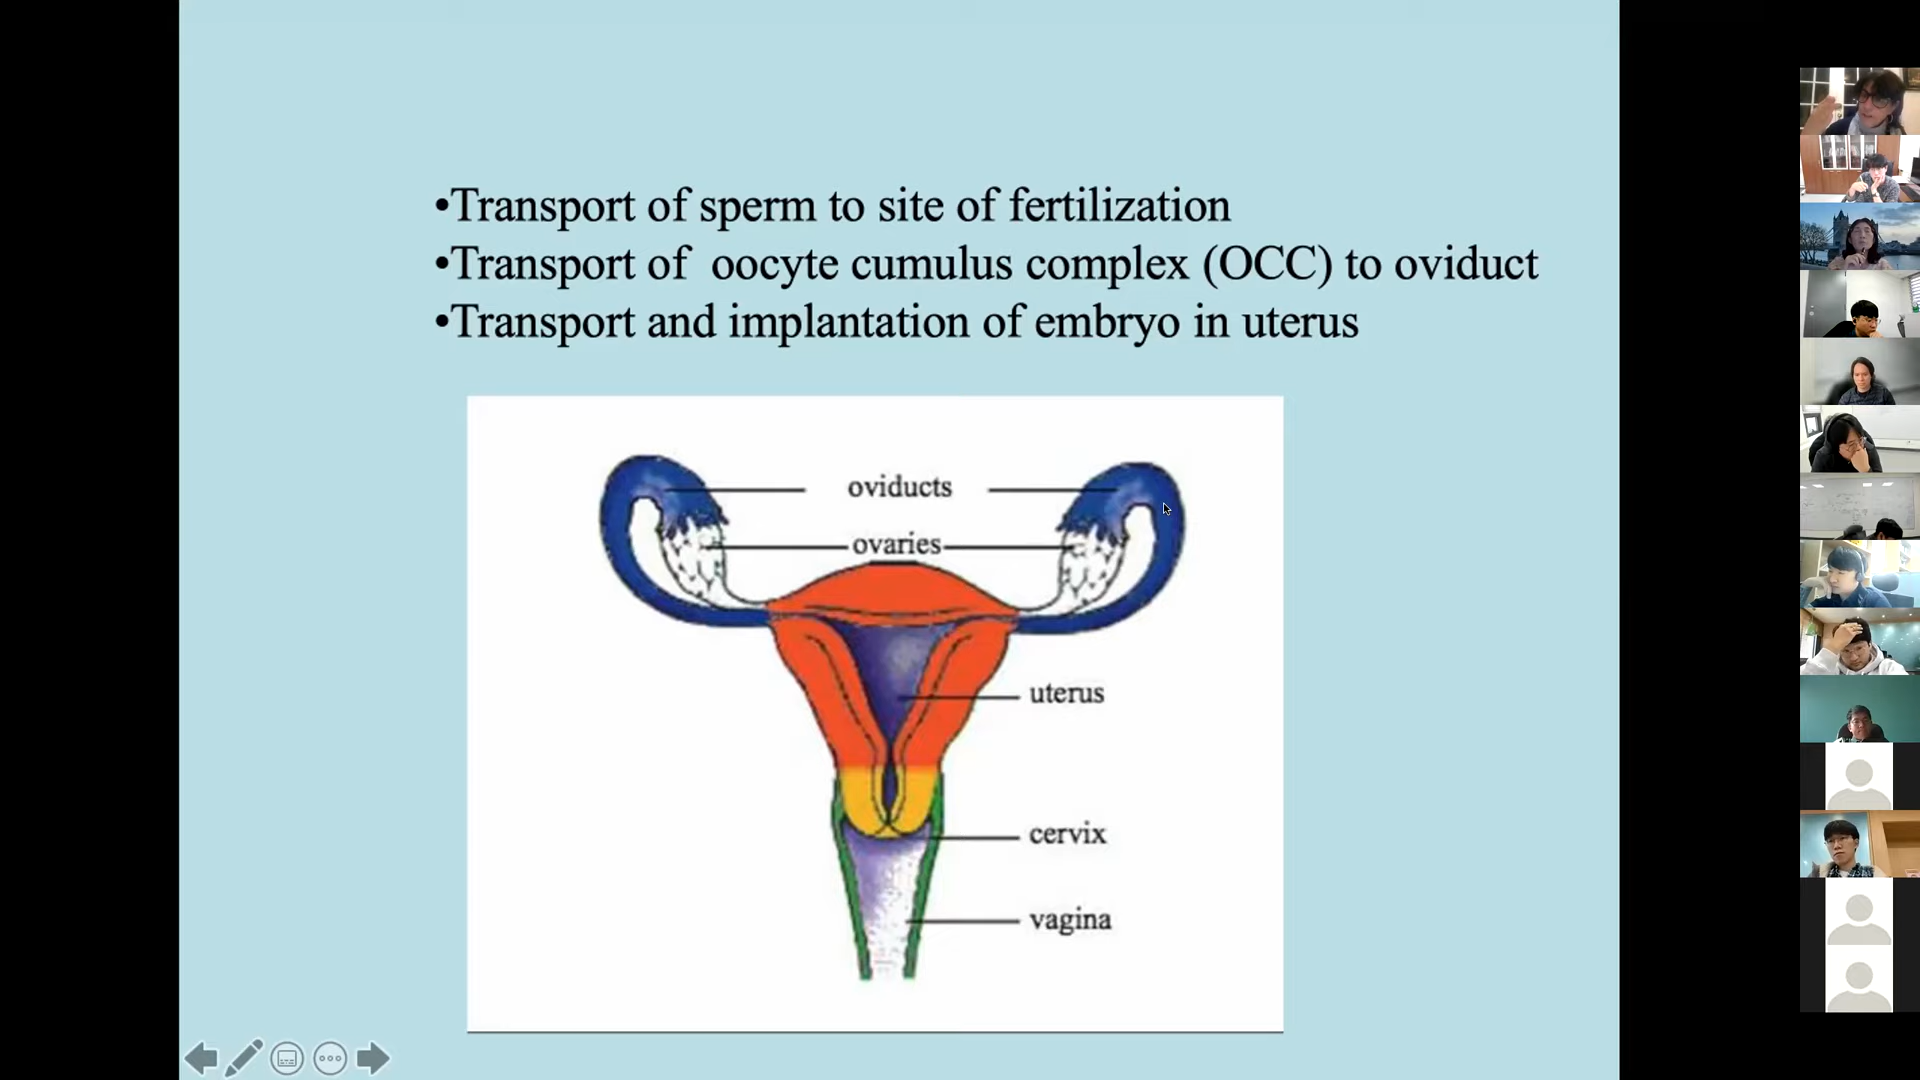 •Transport of sperm to site of fertilization
•Transport of  oocyte cumulus complex (OCC) to oviduct
•Transport and implantation of embryo in uterus
oviducts
ovaries
uterus
cervix
vagina